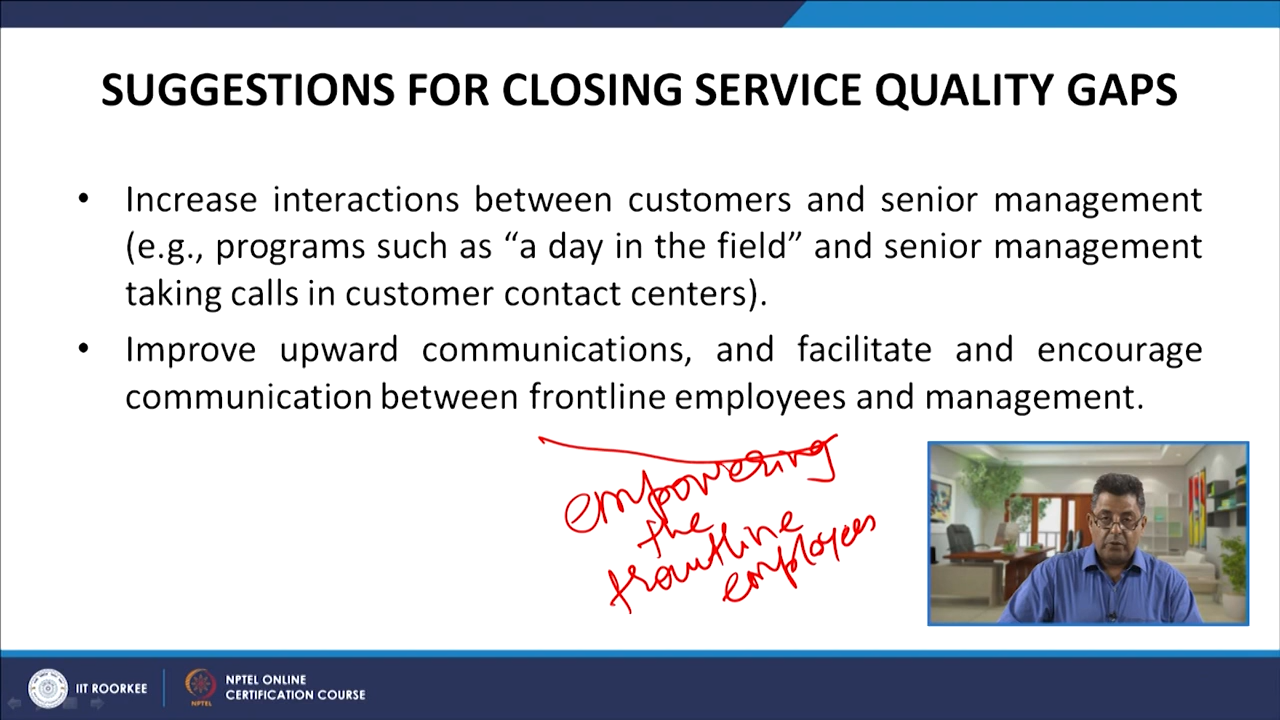 SUGGESTIONS FOR CLOSING SERVICE QUALITY GAPS
• Increase interactions between customers and senior management
(e.g., programs such as “a day in the field” and senior management
taking calls in customer contact centers).
• Improve upward communications, and facilitate and encourage
communication between frontline employees and management.
empowering
the
frontline
employees
IIT ROORKEE
NPTEL
NPTEL ONLINE
CERTIFICATION COURSE